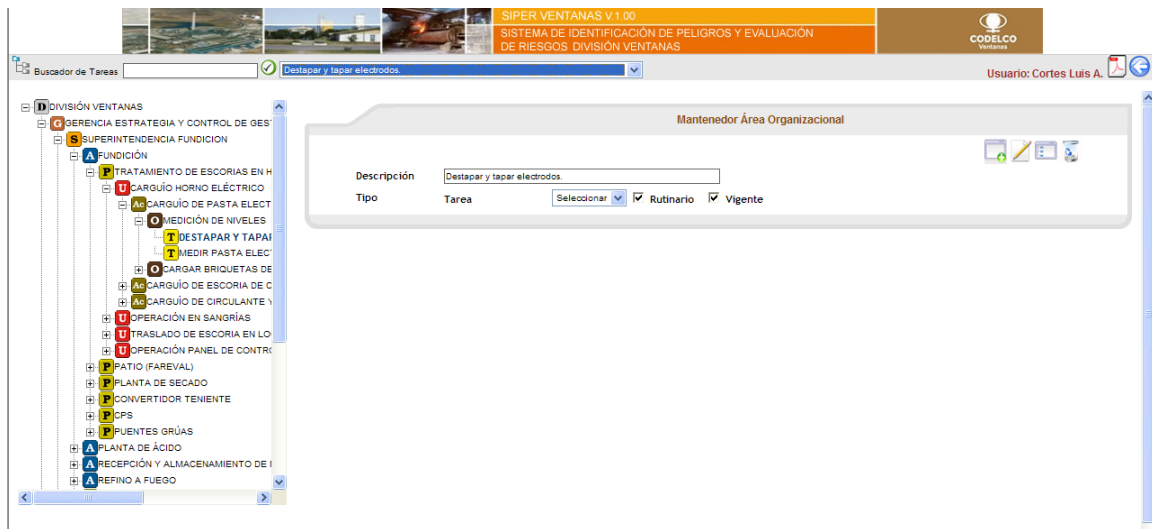 SIPER VENTANAS V.1.00
SISTEMA DE IDENTIFICACIÓN DE PELIGROS Y EVALUACIÓN
DE RIESGOS DIVISIÓN VENTANAS
CODELCO
Ventanas
Buscador de Tareas
Destapar y tapar electrodos.
Usuario: Cortes Luis A.
D DIVISIÓN VENTANAS
G GERENCIA ESTRATEGIA Y CONTROL DE GES
S SUPERINTENDENCIA FUNDICION
A FUNDICIÓN
P TRATAMIENTO DE ESCORIAS EN H
U CARGUÍO HORNO ELÉCTRICO
Ac CARGUÍO DE PASTA ELECT
O MEDICIÓN DE NIVELES
T DESTAPAR Y TAPAR
T MEDIR PASTA ELEC
O CARGAR BRIQUETAS DE
Ac CARGUÍO DE ESCORIA DE C
Ac CARGUÍO DE CIRCULANTE Y
U OPERACIÓN EN SANGRÍAS
U TRASLADO DE ESCORIA EN LO
U OPERACIÓN PANEL DE CONTRO
P PATIO (FAREVAL)
P PLANTA DE SECADO
P CONVERTIDOR TENIENTE
P CPS
P PUENTES GRÚAS
A PLANTA DE ÁCIDO
A RECEPCIÓN Y ALMACENAMIENTO DE
A REFINO A FUEGO
Mantenedor Área Organizacional
Descripción Destapar y tapar electrodos.
Tipo Tarea Seleccionar Rutinario Vigente